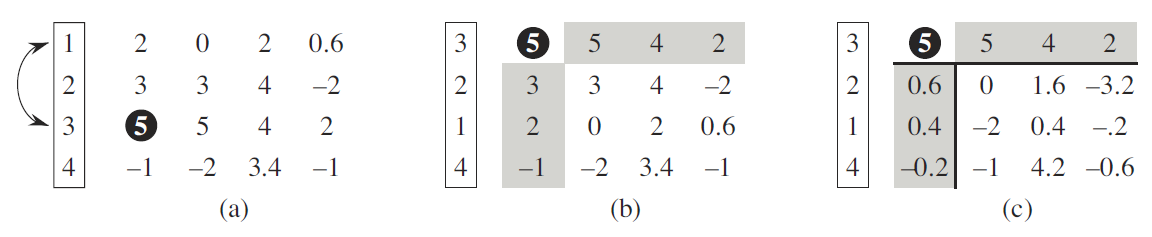 1 2 0 2 0.6 3 5 5 4 2 3 5 5 4 2
2 3 3 4 –2 2 3 3 4 –2 2 0.6 0 1.6 –3.2
3 5 5 4 2 1 2 0 2 0.6 1 0.4 –2 0.4 –.2
4 –1 –2 3.4 –1 4 –1 –2 3.4 –1 4 –0.2 –1 4.2 –0.6
(a) (b) (c)